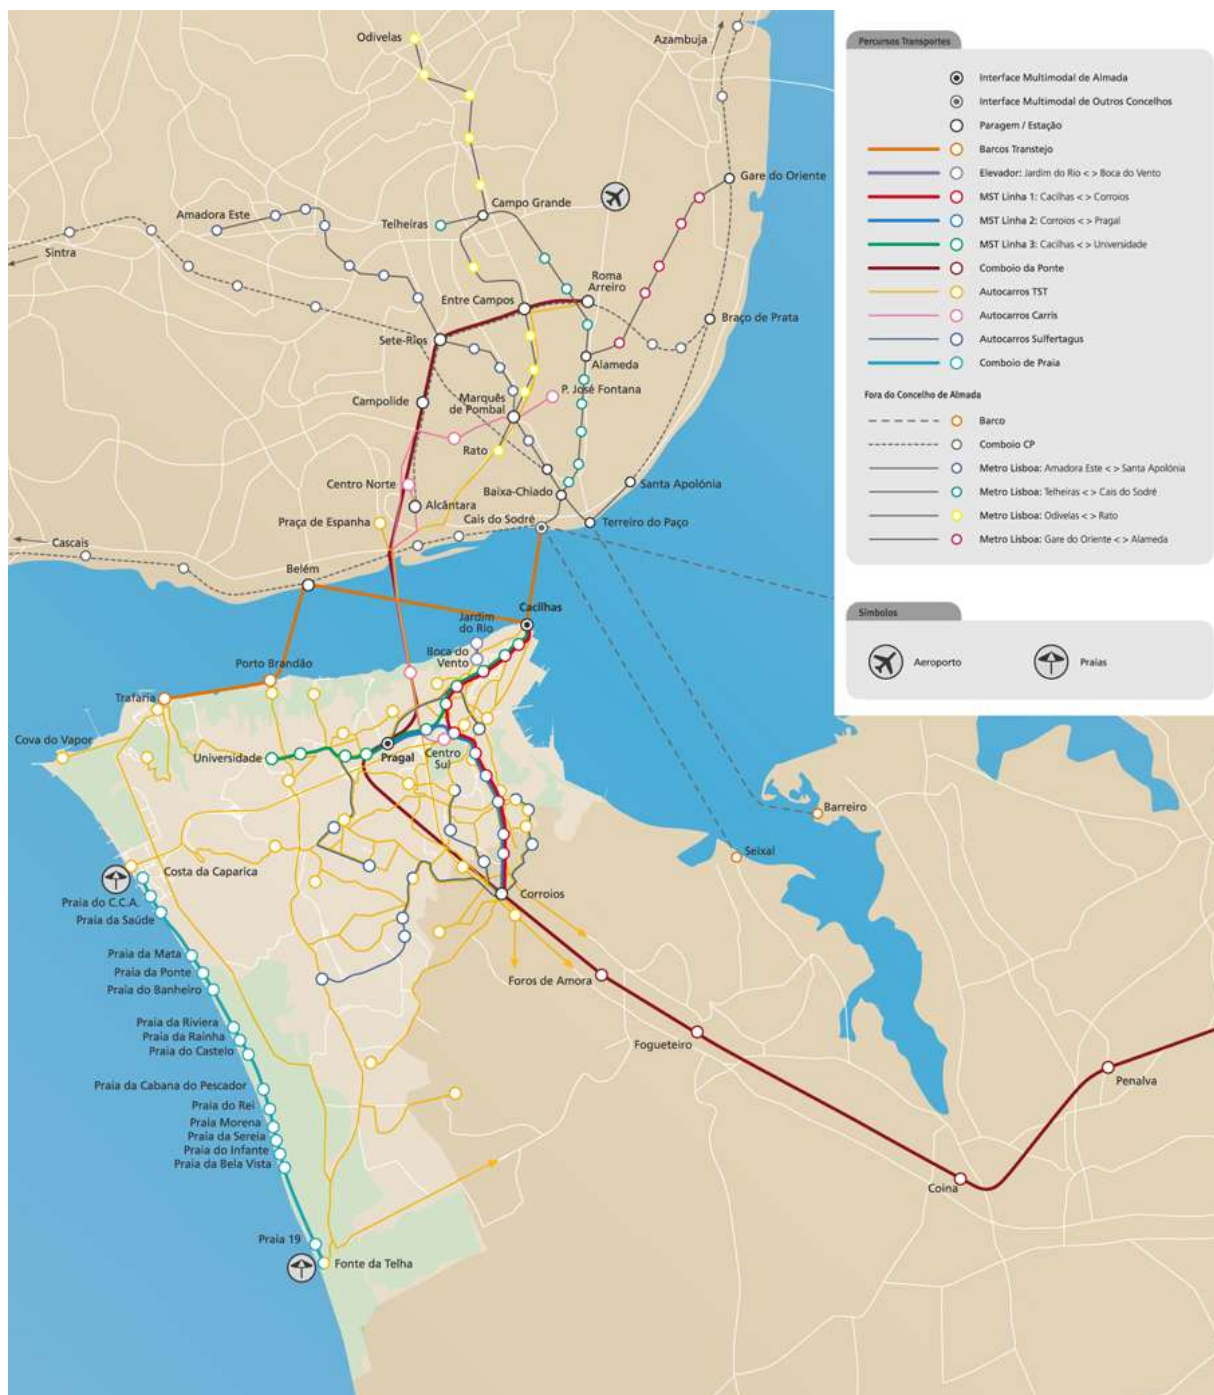 Odivelas
Azambuja
Gare do Oriente
Campo Grande
Amadora Este
Telheiras
Sintra
Roma
Arreiro
Entre Campos
Braço de Prata
Sete-Rios
Alameda
P. José Fontana
Campolide
Marquês
de Pombal
Rato
Centro Norte
Baixa-Chiado
Santa Apolónia
Alcântara
Praça de Espanha
Cais do Sodré
Terreiro do Paço
Cascais
Belém
Cacilhas
Jardim
do Rio
Boca do
Vento
Porto Brandão
Trafaria
Cova do Vapor
Universidade
Pragal
Centro
Sul
Barreiro
Seixal
Costa da Caparica
Corroios
Praia do C.C.A.
Praia da Saúde
Praia da Mata
Praia da Ponte
Praia do Banheiro
Foros de Amora
Praia da Riviera
Praia da Rainha
Praia do Castelo
Fogueteiro
Penalva
Praia da Cabana do Pescador
Praia do Rei
Praia Morena
Praia da Sereia
Praia do Infante
Praia da Bela Vista
Coina
Praia 19
Fonte da Telha
Percursos Transportes
Interface Multimodal de Almada
Interface Multimodal de Outros Concelhos
Paragem / Estação
Barcos Transtejo
Elevador: Jardim do Rio < > Boca do Vento
MST Linha 1: Cacilhas < > Corroios
MST Linha 2: Corroios < > Pragal
MST Linha 3: Cacilhas < > Universidade
Comboio da Ponte
Autocarros TST
Autocarros Carris
Autocarros Sulfertagus
Comboio de Praia
Fora do Concelho de Almada
Barco
Comboio CP
Metro Lisboa: Amadora Este < > Santa Apolónia
Metro Lisboa: Telheiras < > Cais do Sodré
Metro Lisboa: Odivelas < > Rato
Metro Lisboa: Gare do Oriente < > Alameda
Símbolos
Aeroporto
Praias